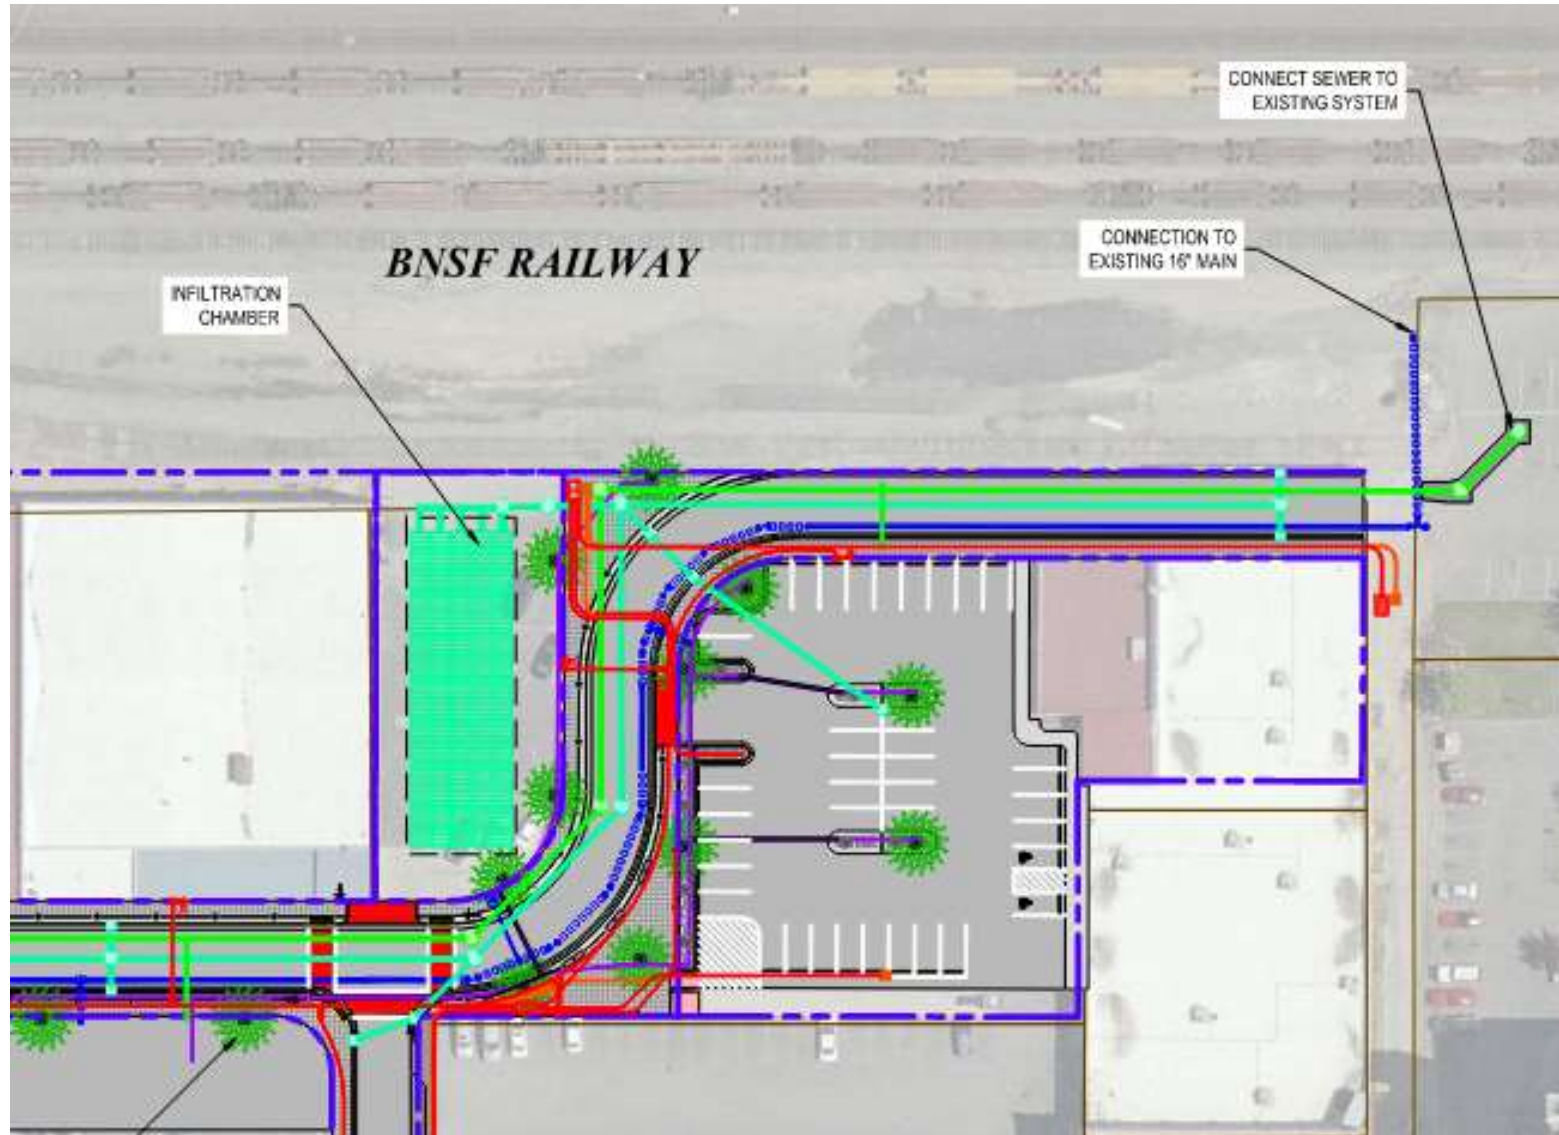 CONNECT SEWER TO
EXISTING SYSTEM
CONNECTION TO
EXISTING 16" MAIN
BNSF RAILWAY
INFILTRATION
CHAMBER